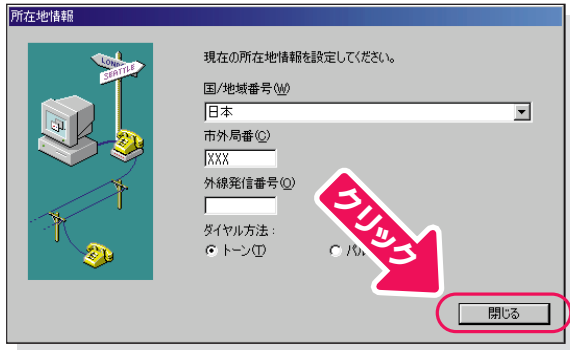 所在地情報
LONDON
SEATTLE
現在の所在地情報を設定してください。
国/地域番号(W)
日本
市外局番(C)
XXX
外線発信番号(O)
ダイヤル方法:
トーン(T)
クリック
閉じる